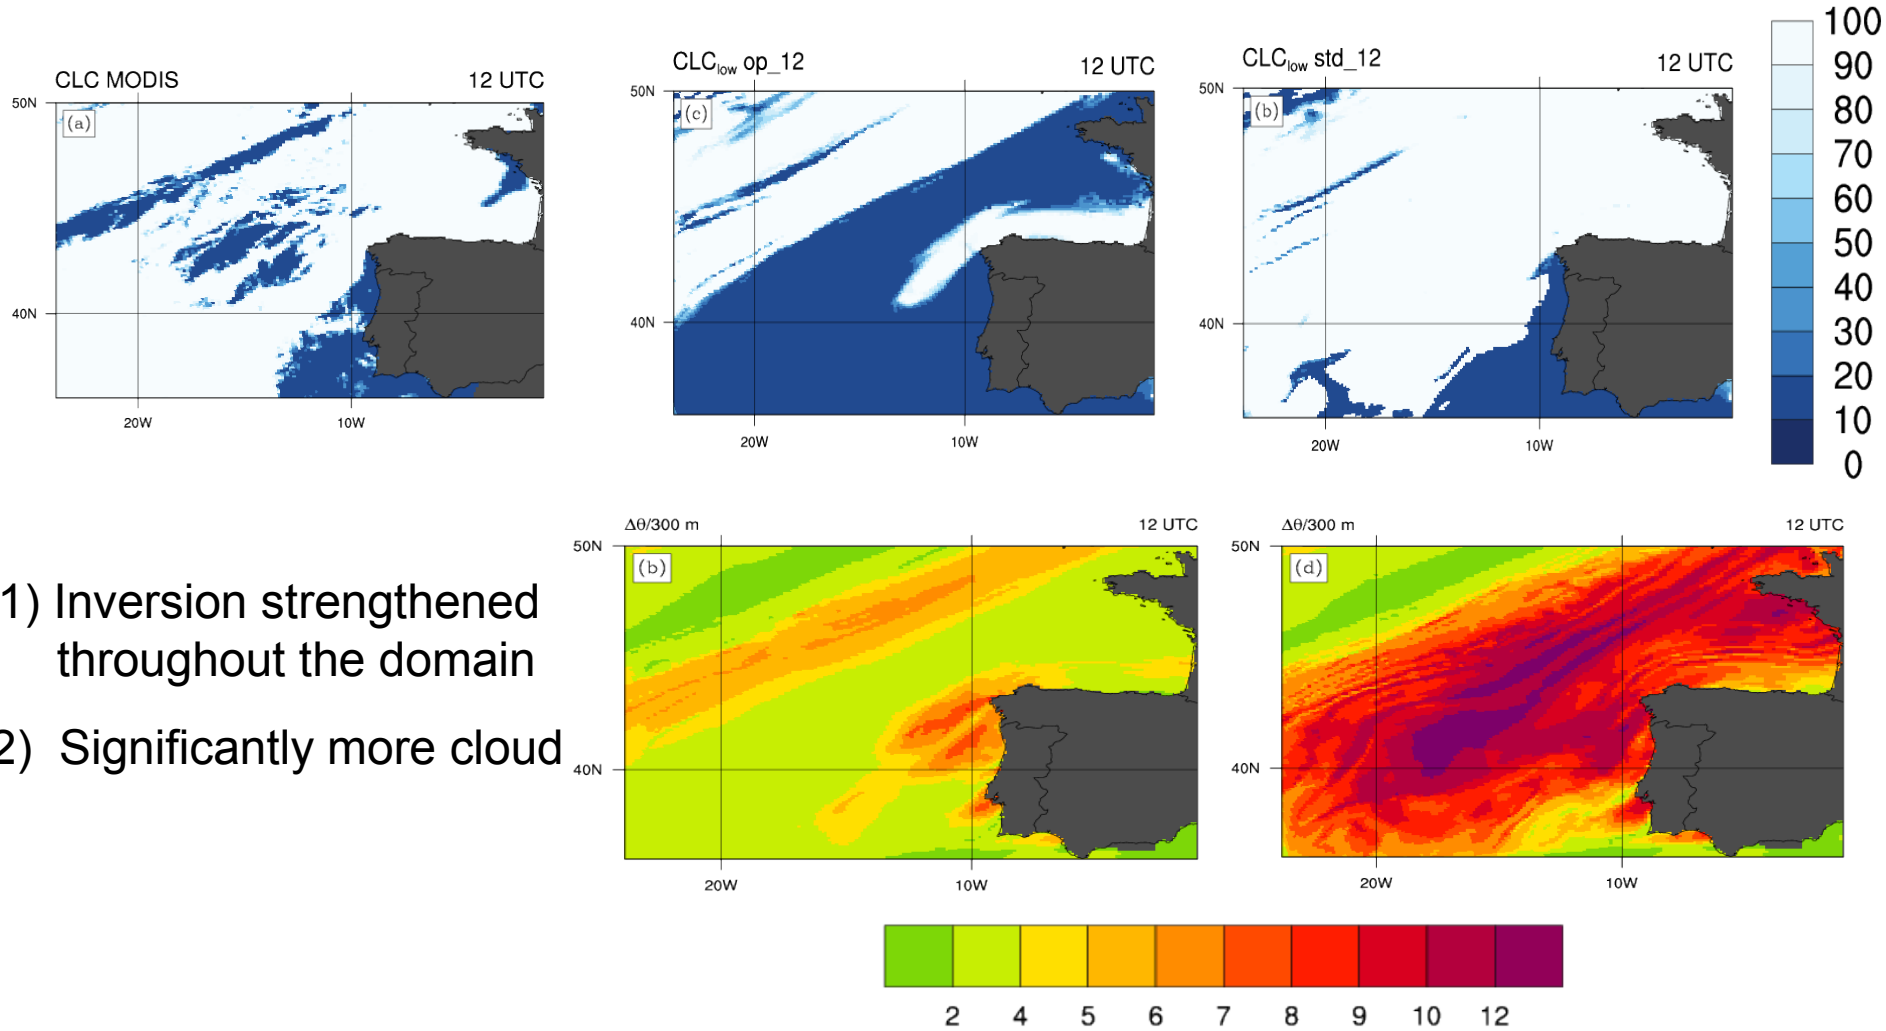 CLC MODIS 12 UTC
(a)
50N
40N
20W 10W
CLClow op_12 12 UTC
(c)
50N
40N
20W 10W
CLClow std_12 12 UTC
(b)
50N
40N
20W 10W
100
90
80
70
60
50
40
30
20
10
0
1) Inversion strengthened
throughout the domain
2) Significantly more cloud
Δθ/300 m 12 UTC
(b)
50N
40N
20W 10W
Δθ/300 m 12 UTC
(d)
50N
40N
20W 10W
2 4 5 6 7 8 9 10 12